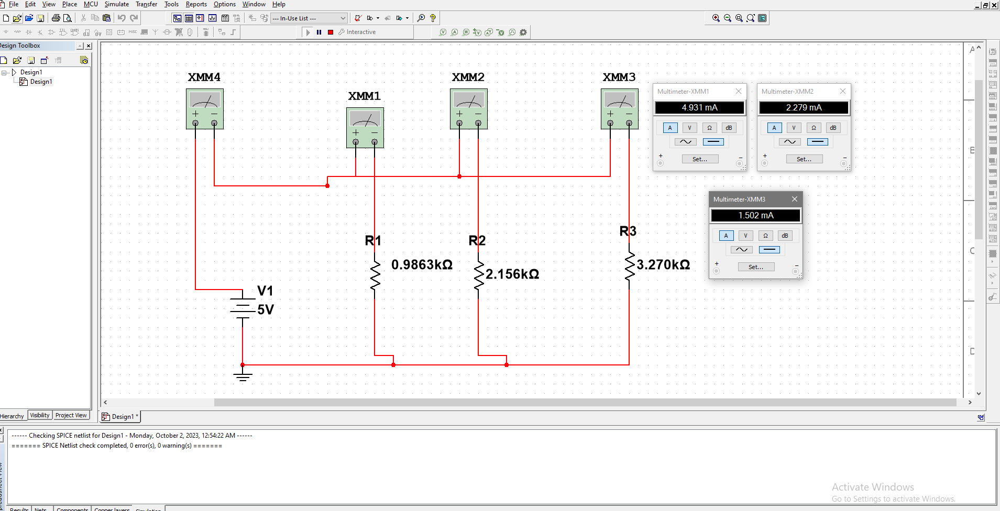 File Edit View Place MCU Simulate Transfer Tools Reports Options Window Help
--- In-Use List ---
MISC
Interactive
Design Toolbox
Design1
Design1
Hierarchy Visibility Project View
XMM4
XMM1
XMM2
XMM3
V1
5V
R1
0.9863kΩ
R2
2.156kΩ
R3
3.270kΩ
A
B
C
D
Multimeter-XMM1
4.931 mA
A V Ω dB
+ Set... −
Multimeter-XMM2
2.279 mA
A V Ω dB
+ Set... −
Multimeter-XMM3
1.502 mA
A V Ω dB
+ Set... −
Design1 *
------ Checking SPICE netlist for Design1 - Monday, October 2, 2023, 12:54:22 AM ------
======= SPICE Netlist check completed, 0 error(s), 0 warning(s) =======
Activate Windows
Go to Settings to activate Windows.
Results Nets Components Copper layers Simulation